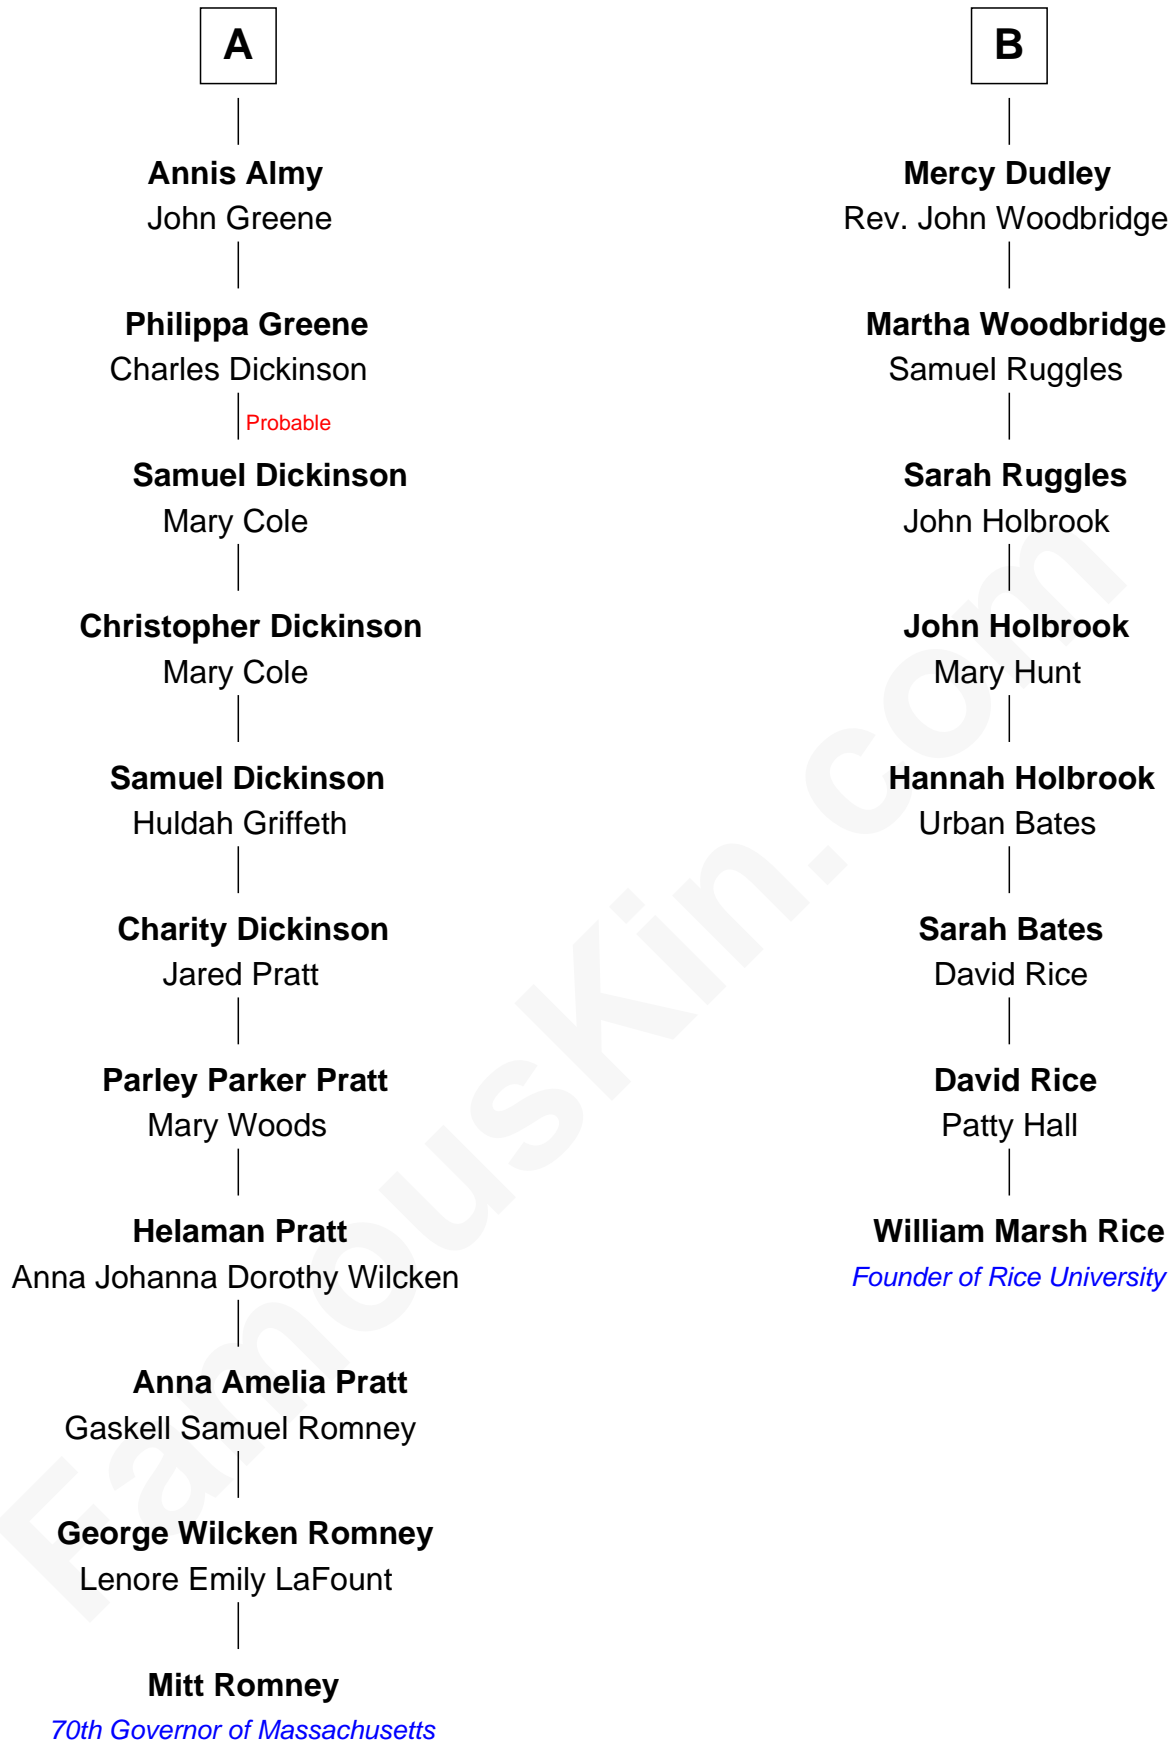 A
Annis Almy
John Greene
Philippa Greene
Charles Dickinson
Probable
Samuel Dickinson
Mary Cole
Christopher Dickinson
Mary Cole
Samuel Dickinson
Huldah Griffeth
Charity Dickinson
Jared Pratt
Parley Parker Pratt
Mary Woods
Helaman Pratt
Anna Johanna Dorothy Wilcken
Anna Amelia Pratt
Gaskell Samuel Romney
George Wilcken Romney
Lenore Emily LaFount
Mitt Romney
70th Governor of Massachusetts
B
Mercy Dudley
Rev. John Woodbridge
Martha Woodbridge
Samuel Ruggles
Sarah Ruggles
John Holbrook
John Holbrook
Mary Hunt
Hannah Holbrook
Urban Bates
Sarah Bates
David Rice
David Rice
Patty Hall
William Marsh Rice
Founder of Rice University
FamousKin.com